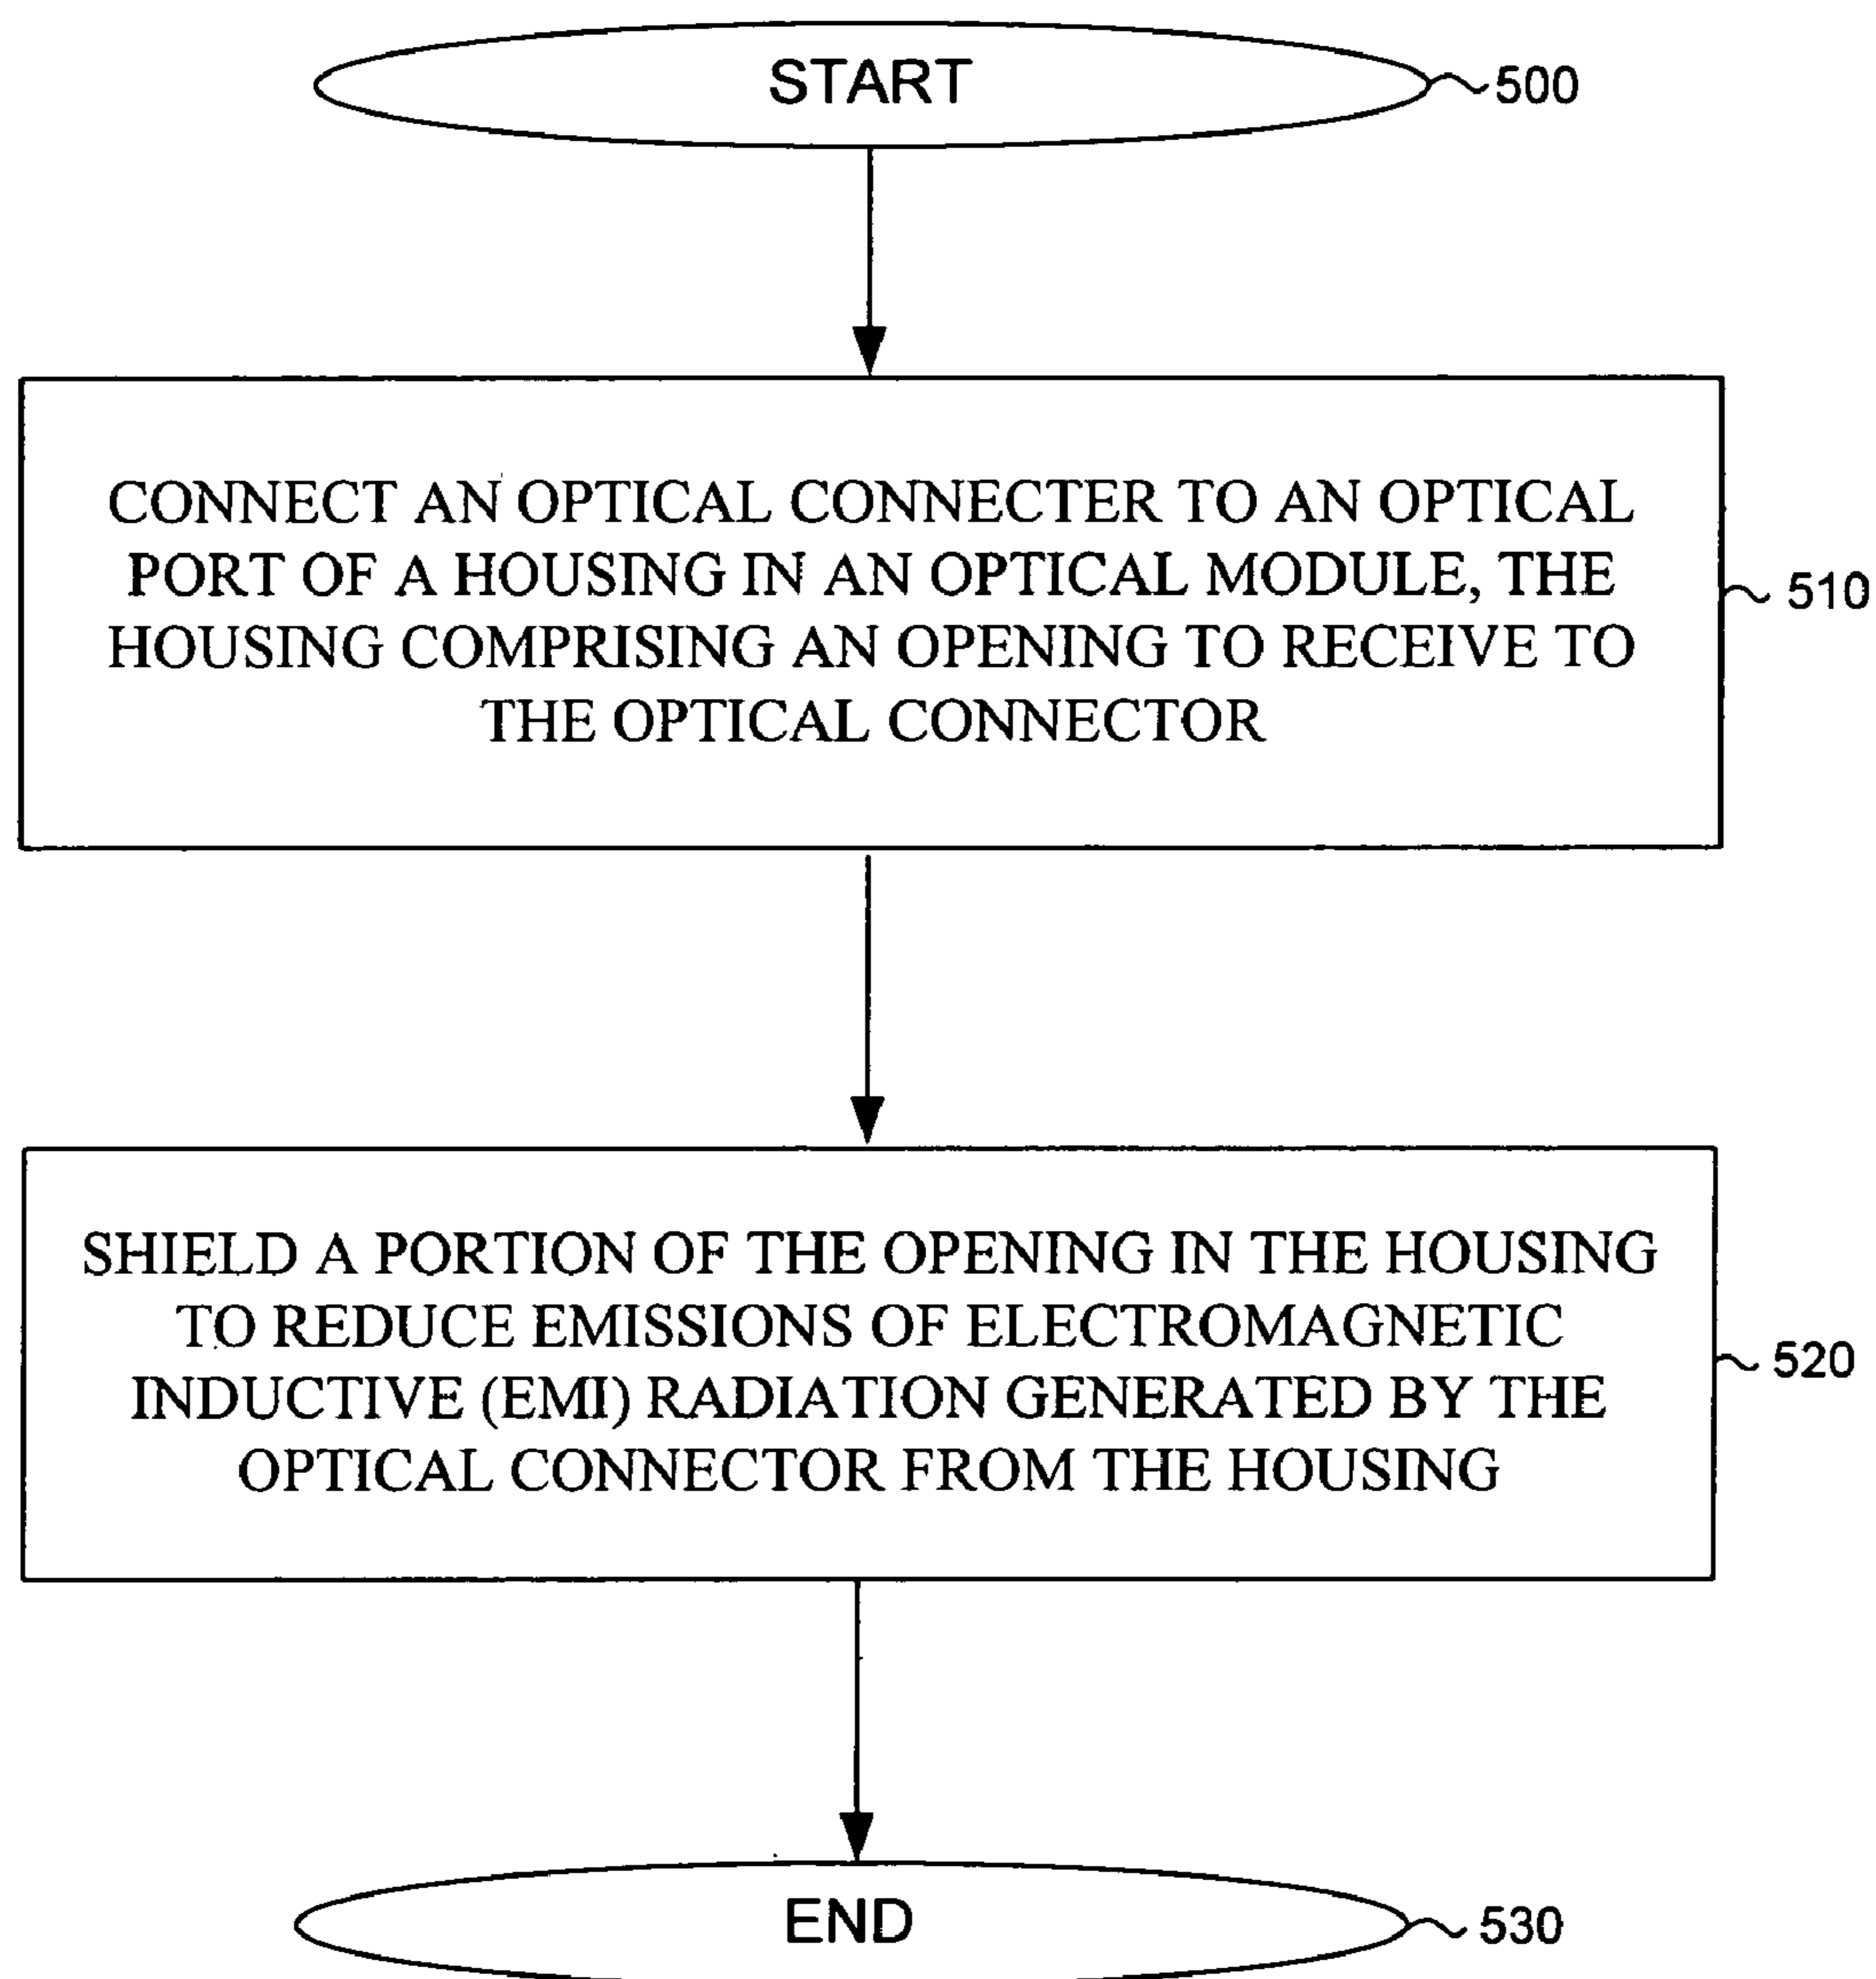 START
500
CONNECT AN OPTICAL CONNECTER TO AN OPTICAL
PORT OF A HOUSING IN AN OPTICAL MODULE, THE
HOUSING COMPRISING AN OPENING TO RECEIVE TO
THE OPTICAL CONNECTOR
510
SHIELD A PORTION OF THE OPENING IN THE HOUSING
TO REDUCE EMISSIONS OF ELECTROMAGNETIC
INDUCTIVE (EMI) RADIATION GENERATED BY THE
OPTICAL CONNECTOR FROM THE HOUSING
520
END
530